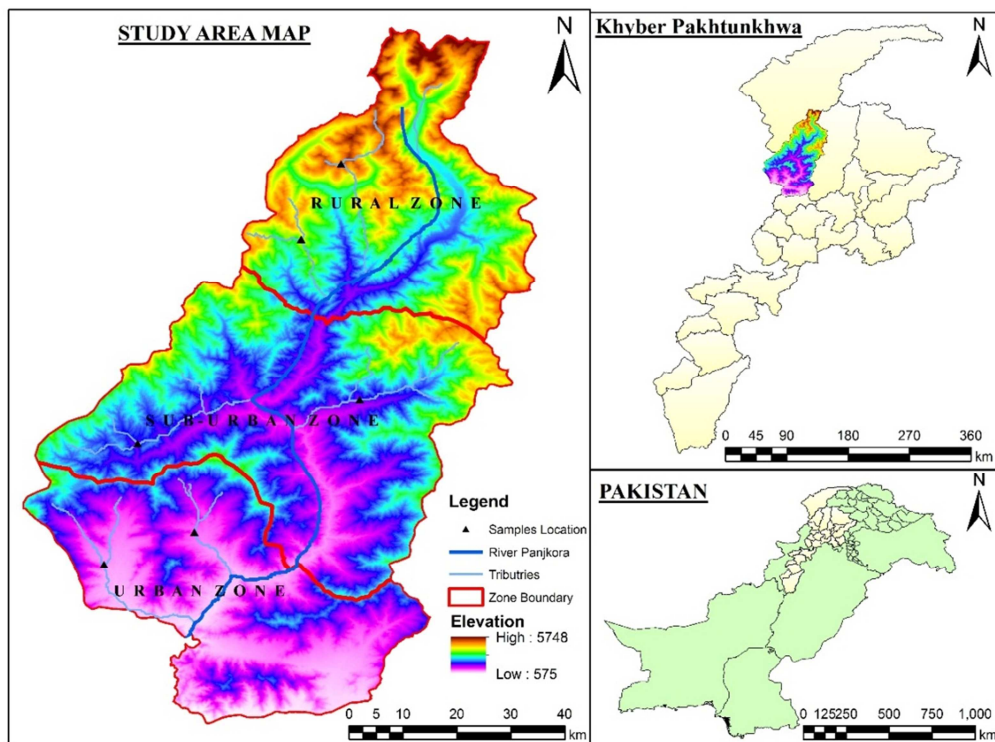 STUDY AREA MAP
N
RURAL ZONE
SUB-URBAN ZONE
URBAN ZONE
Legend
Samples Location
River Panjkora
Tributries
Zone Boundary
Elevation
High : 5748
Low : 575
0 5 10 20 30 40
km
Khyber Pakhtunkhwa
N
0 45 90 180 270 360
km
PAKISTAN
N
0 125250 500 750 1,000
km